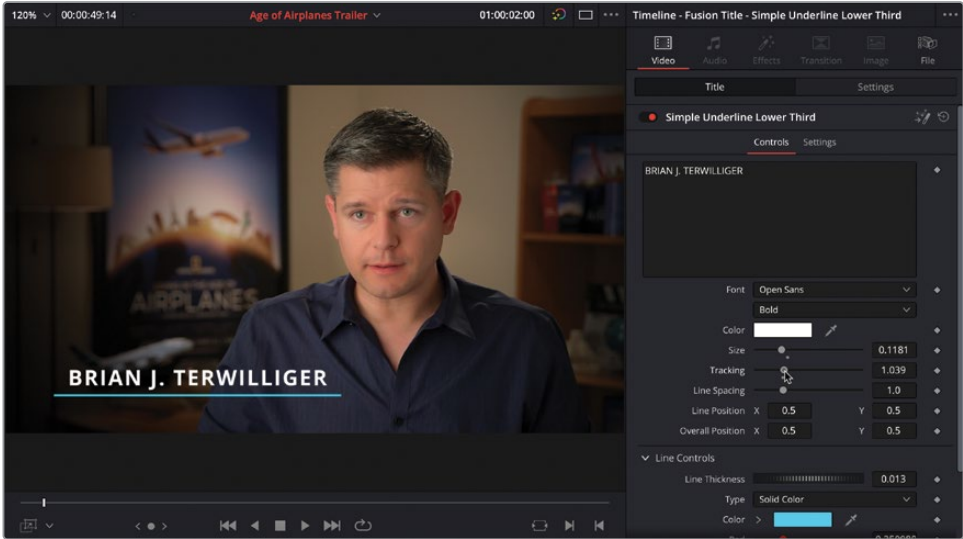 120% 00:00:49:14 Age of Airplanes Trailer 01:00:02:00 Timeline - Fusion Title - Simple Underline Lower Third
Video Audio Effects Transition Image File
Title Settings
Simple Underline Lower Third
Controls Settings
BRIAN J. TERWILLIGER
Font Open Sans
Bold
Color
Size 0.1181
Tracking 1.039
Line Spacing 1.0
Line Position X 0.5 Y 0.5
Overall Position X 0.5 Y 0.5
Line Controls
Line Thickness 0.013
Type Solid Color
Color
AIRPLANES
BRIAN J. TERWILLIGER